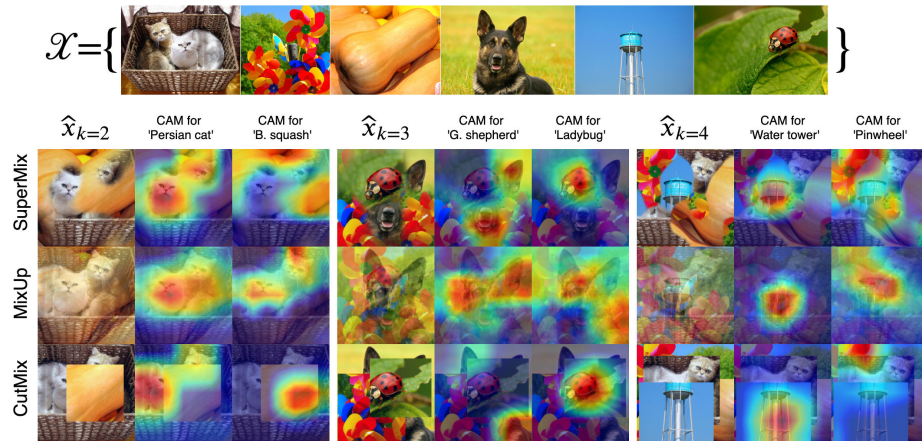 𝒳={ }
x̂k=2
CAM for
'Persian cat'
CAM for
'B. squash'
x̂k=3
CAM for
'G. shepherd'
CAM for
'Ladybug'
x̂k=4
CAM for
'Water tower'
CAM for
'Pinwheel'
SuperMix
MixUp
CutMix